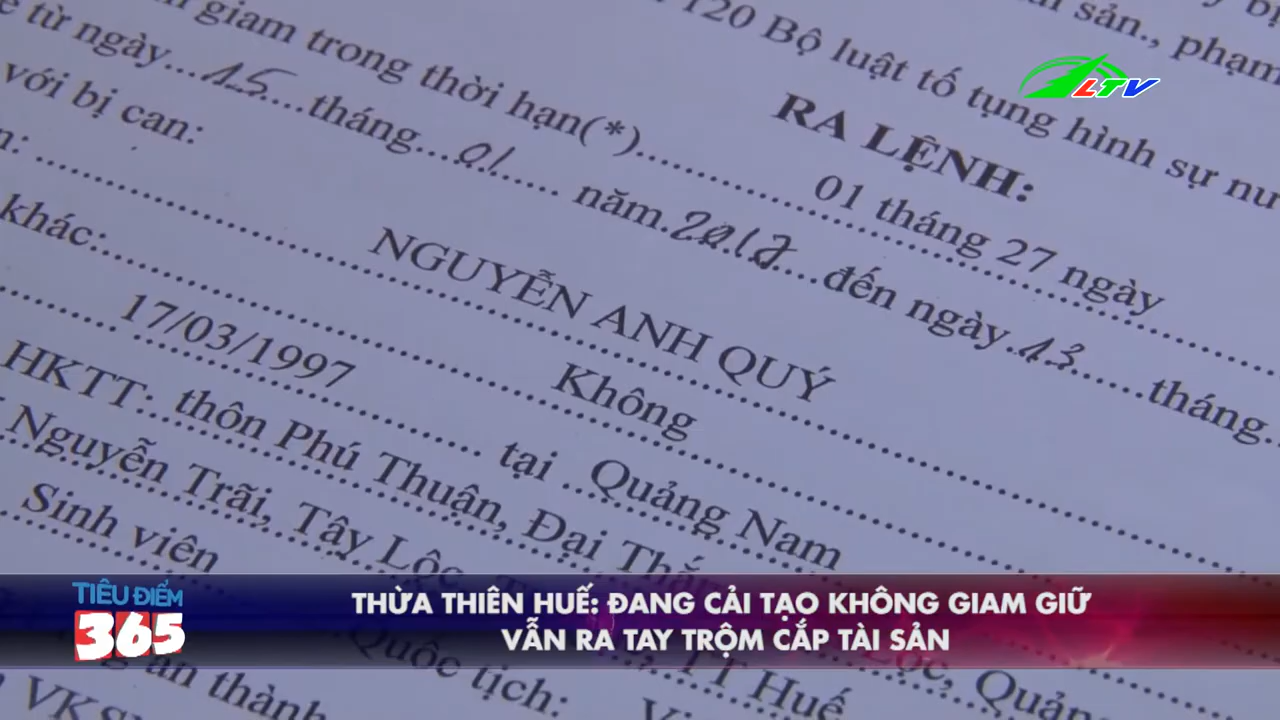 120 Bộ luật tố tụng hình sự
sản., phạm
RA LỆNH:
giam trong thời hạn(*)......01 tháng 27 ngày
từ ngày...15....tháng....01...... năm.2017....đến ngày..13......tháng
với bị can:
NGUYỄN ANH QUÝ
khác:......Không
17/03/1997 ........ tại ..Quảng Nam
HKTT: thôn Phú Thuận, Đại
Nguyễn Trãi, Tây Lộc
Lộc, Quản
TT Huế
Sinh viên
Quốc tịch:
an thành
LTV
TIÊU ĐIỂM
365
THỪA THIÊN HUẾ: ĐANG CẢI TẠO KHÔNG GIAM GIỮ
VẪN RA TAY TRỘM CẮP TÀI SẢN